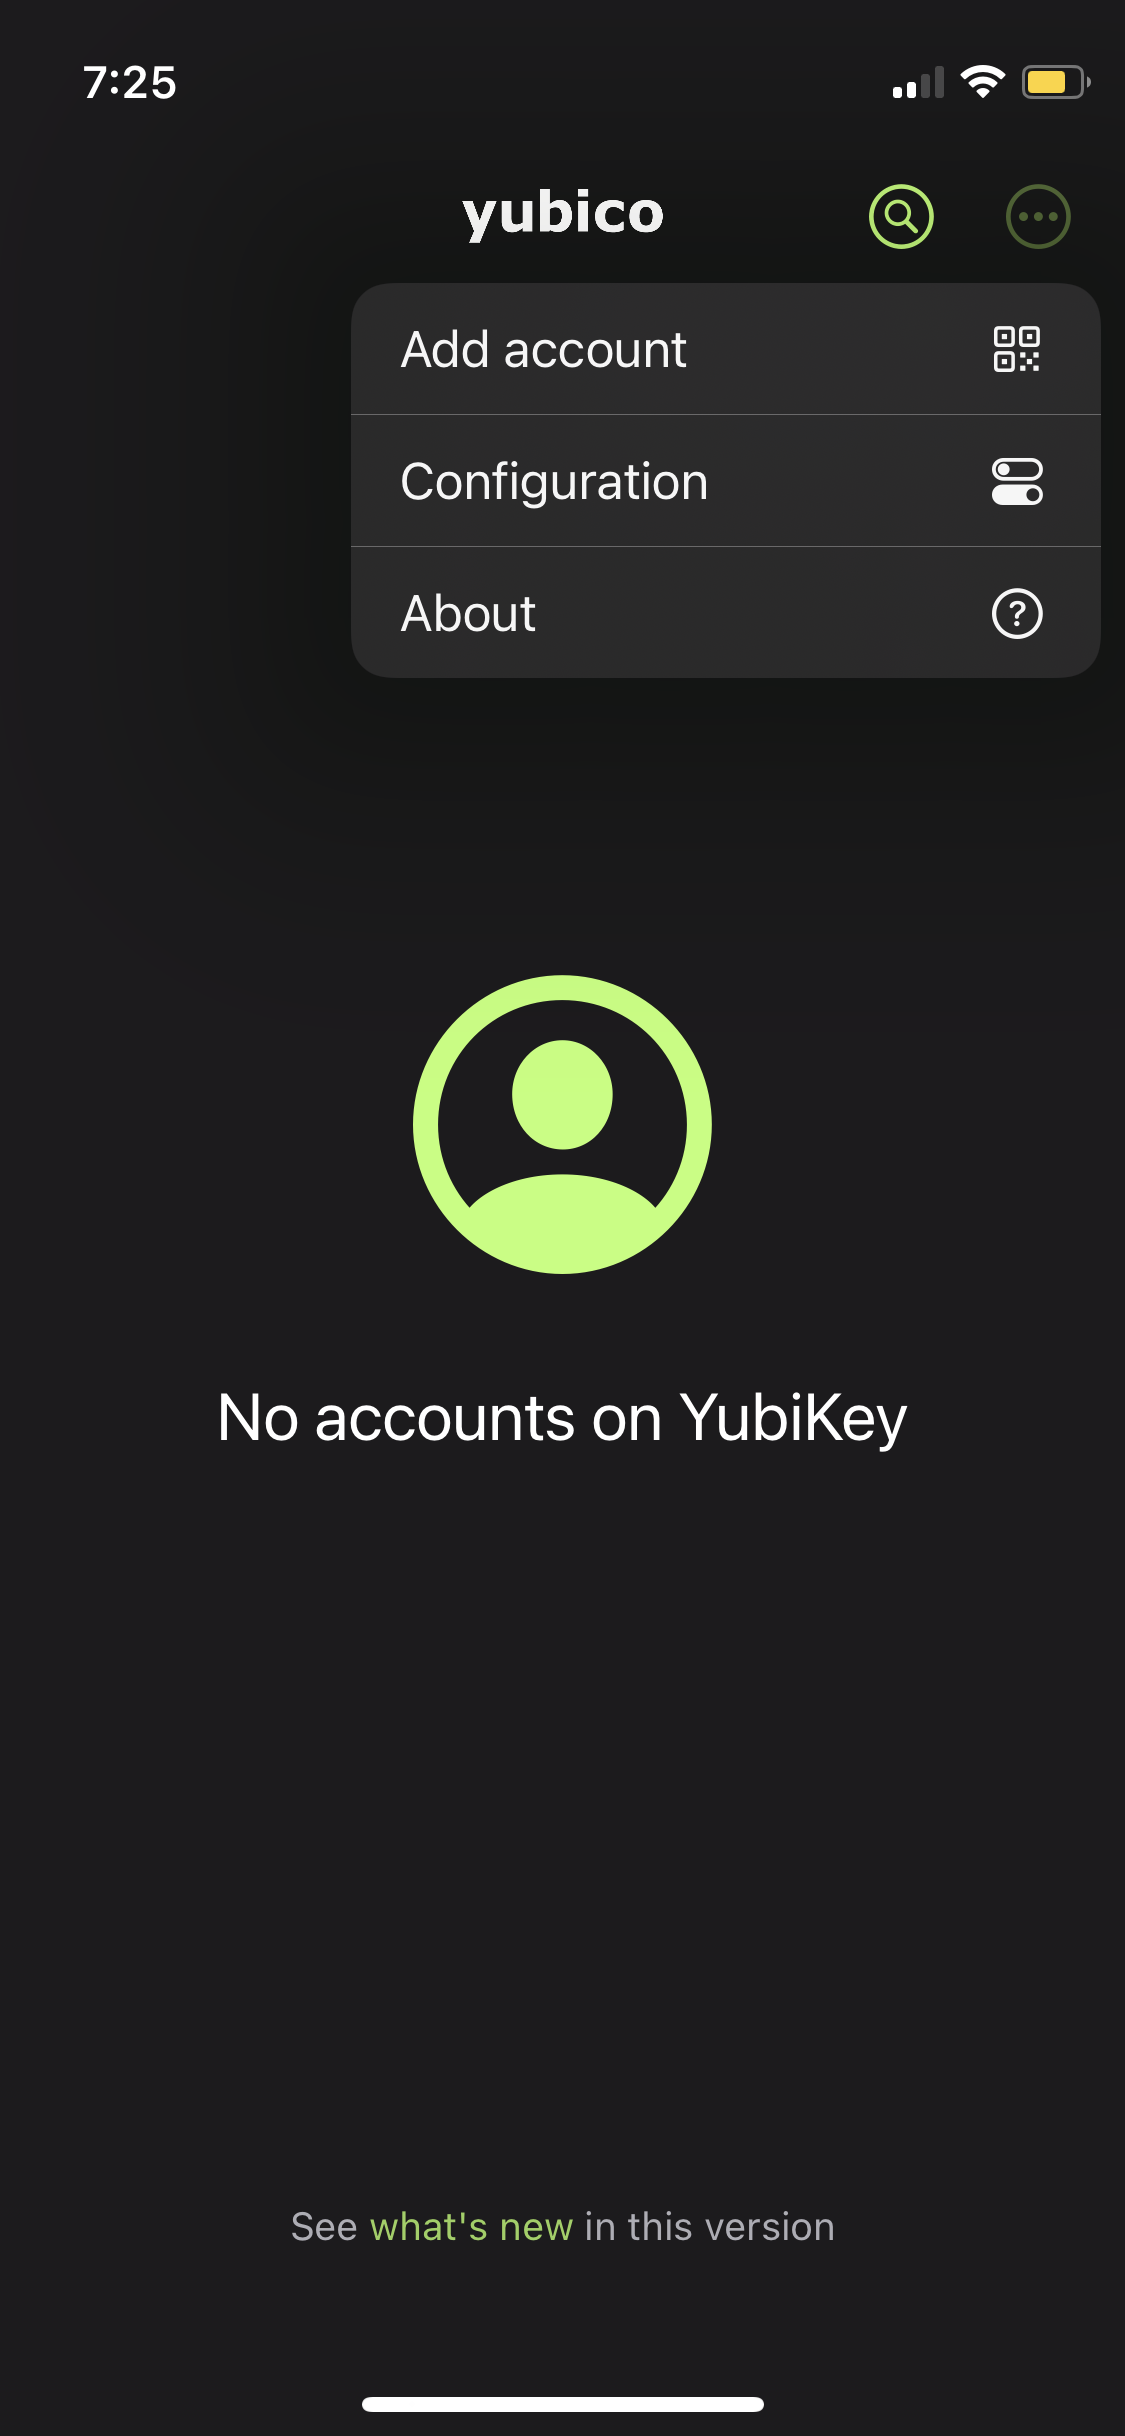 7:25
yubico
Add account
Configuration
About
No accounts on YubiKey
See what's new in this version